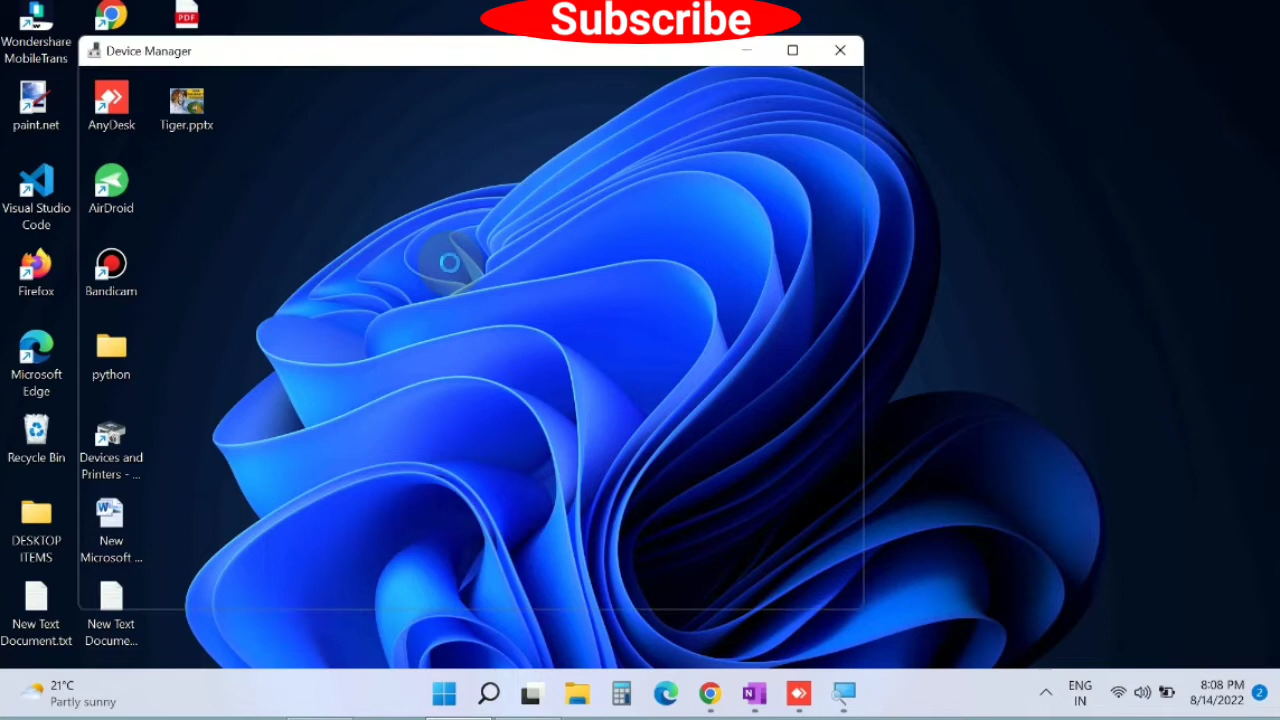 Subscribe
Device Manager
Wondershare
MobileTrans
PDF
paint.net
AnyDesk
Tiger.pptx
Visual Studio
Code
AirDroid
Firefox
Bandicam
Microsoft
Edge
python
Recycle Bin
Devices and
Printers - ...
DESKTOP
ITEMS
New
Microsoft ...
New Text
Document.txt
New Text
Docume...
21°C
Partly sunny
ENG
IN
8:08 PM
8/14/2022
2